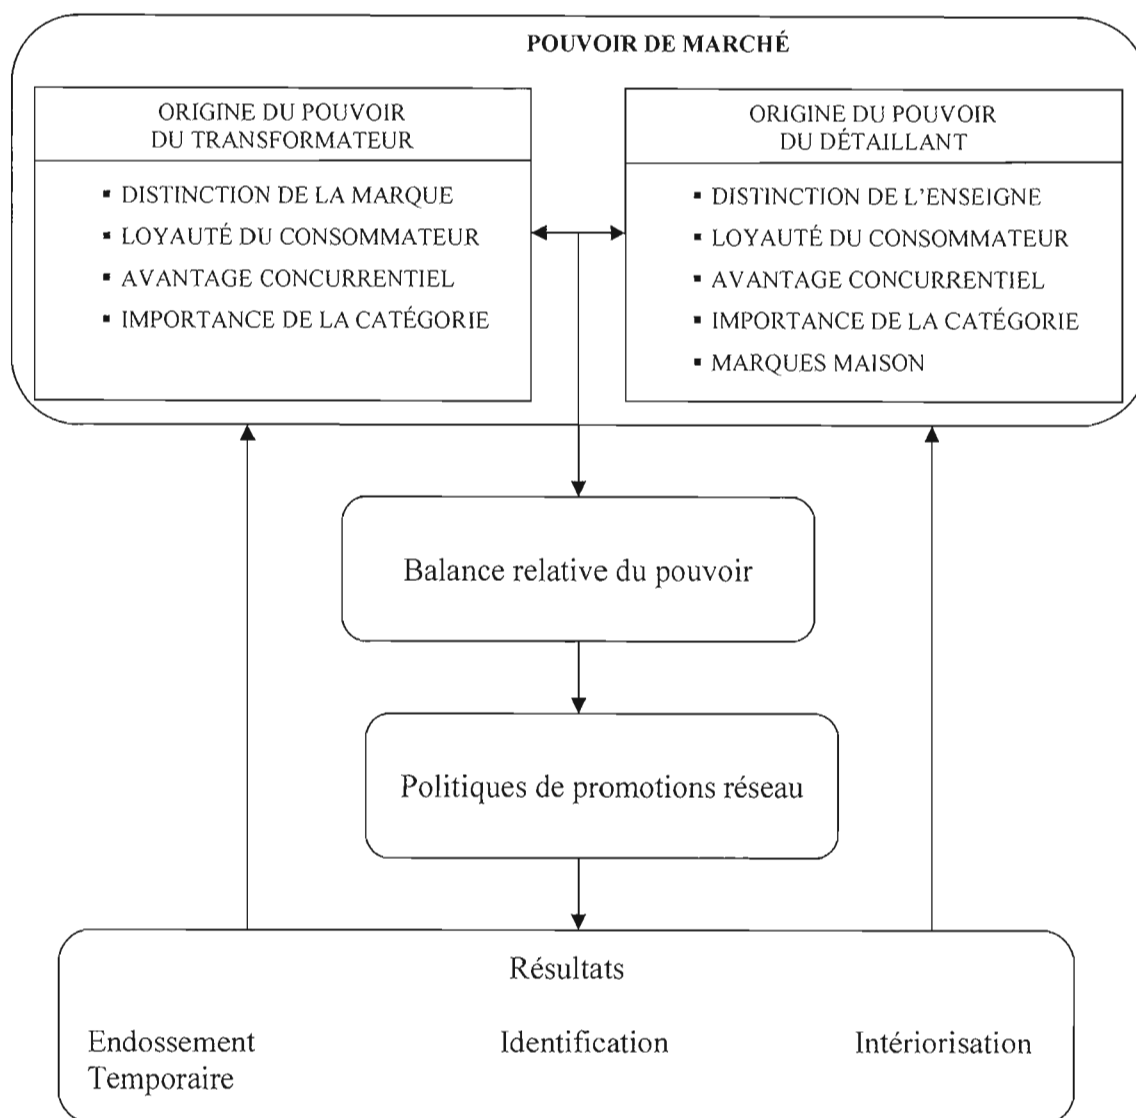 POUVOIR DE MARCHÉ
ORIGINE DU POUVOIR
DU TRANSFORMATEUR
▪ DISTINCTION DE LA MARQUE
▪ LOYAUTÉ DU CONSOMMATEUR
▪ AVANTAGE CONCURRENTIEL
▪ IMPORTANCE DE LA CATÉGORIE
ORIGINE DU POUVOIR
DU DÉTAILLANT
▪ DISTINCTION DE L'ENSEIGNE
▪ LOYAUTÉ DU CONSOMMATEUR
▪ AVANTAGE CONCURRENTIEL
▪ IMPORTANCE DE LA CATÉGORIE
▪ MARQUES MAISON
Balance relative du pouvoir
Politiques de promotions réseau
Résultats
Endossement
Temporaire
Identification
Intériorisation